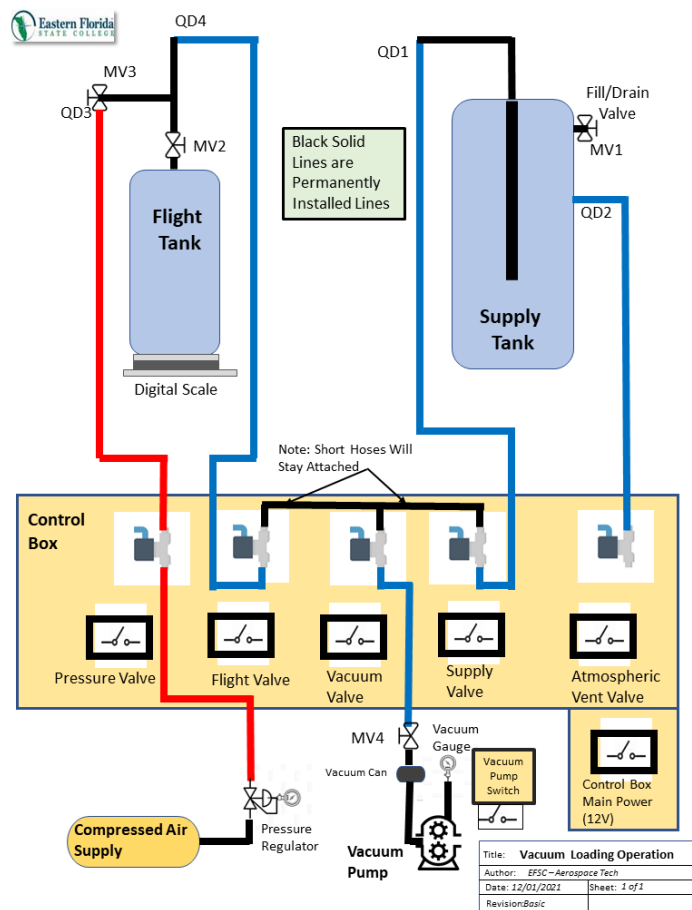 Eastern Florida
STATE COLLEGE
QD4
MV3
QD3
MV2
Flight
Tank
Digital Scale
Black Solid
Lines are
Permanently
Installed Lines
QD1
Fill/Drain
Valve
MV1
QD2
Supply
Tank
Note: Short Hoses Will
Stay Attached
Control
Box
Pressure Valve
Flight Valve
Vacuum
Valve
Supply
Valve
Atmospheric
Vent Valve
MV4
Vacuum
Gauge
Vacuum Can
Vacuum
Pump
Switch
Control Box
Main Power
(12V)
Compressed Air
Supply
Pressure
Regulator
Vacuum
Pump
Title: Vacuum Loading Operation
Author: EFSC – Aerospace Tech
Date: 12/01/2021 Sheet: 1 of 1
Revision:Basic